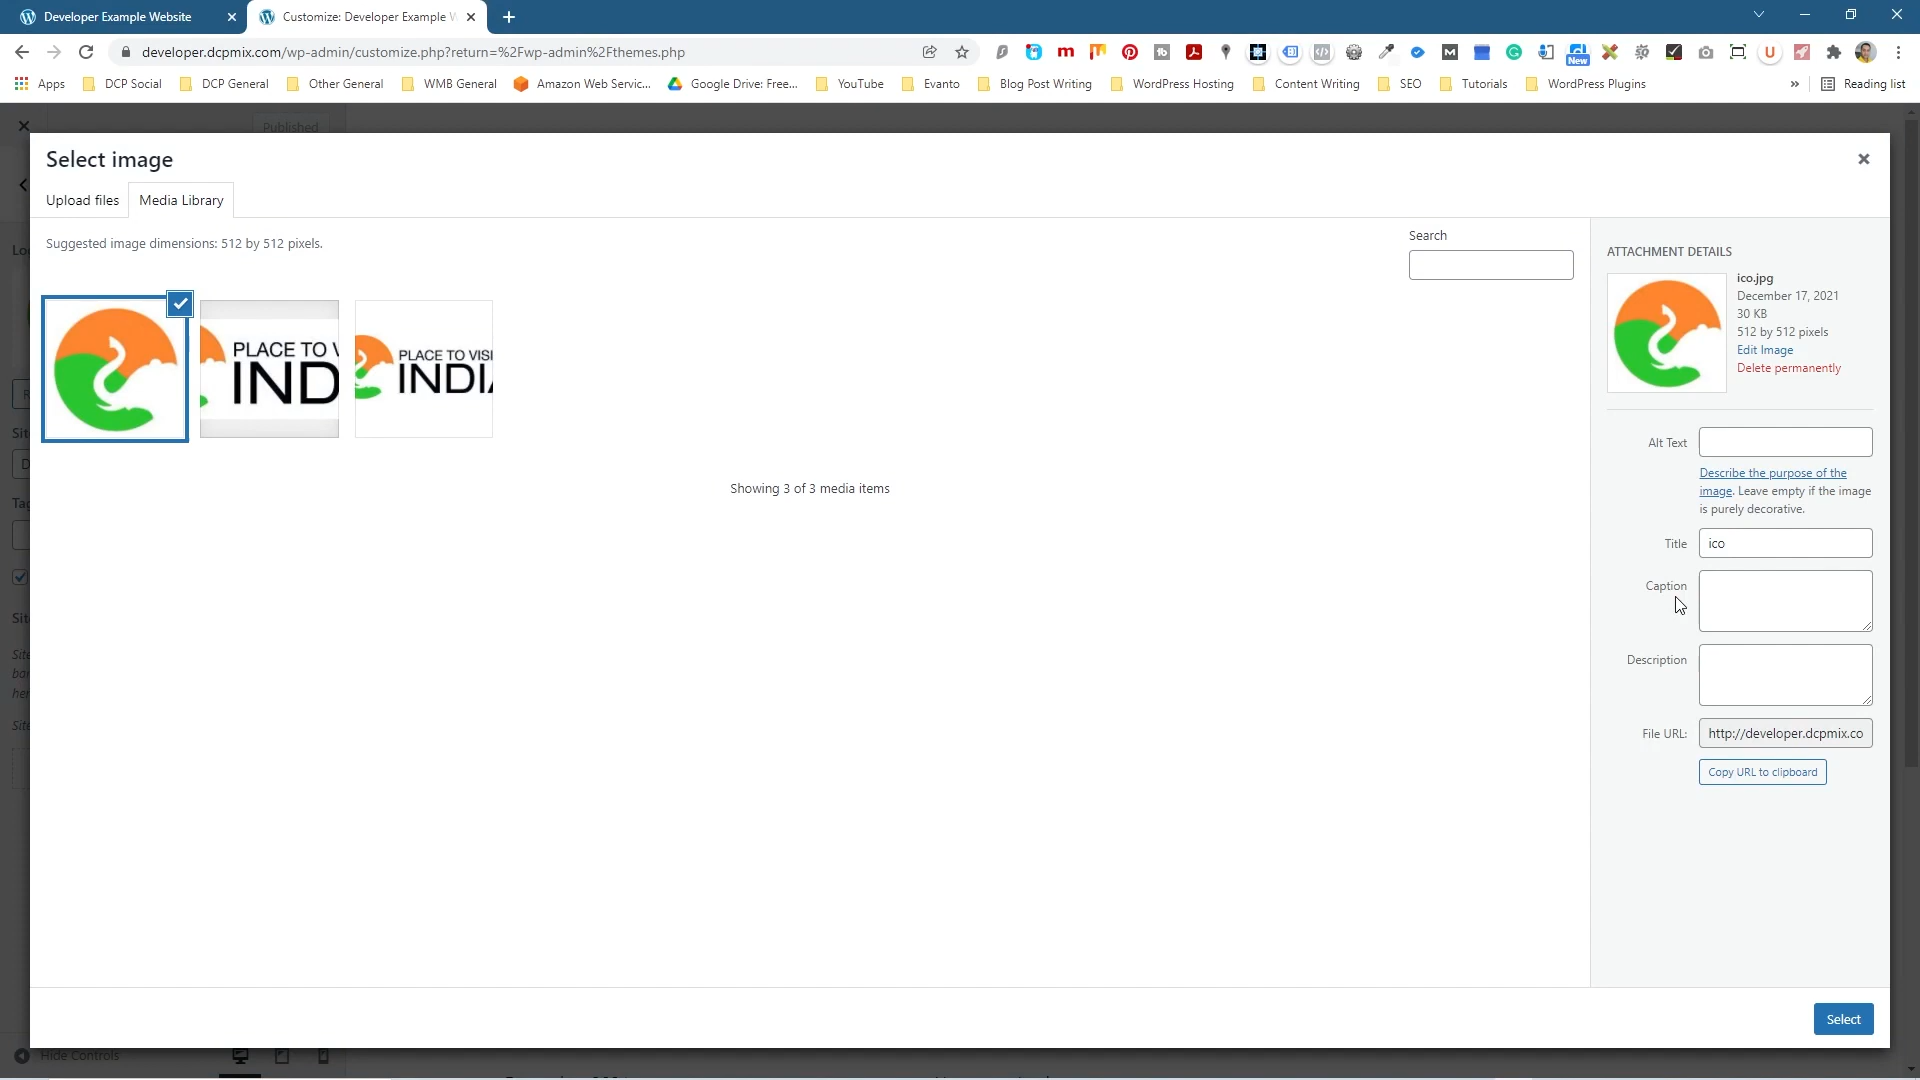 Developer Example Website
Customize: Developer Example W
developer.dcpmix.com/wp-admin/customize.php?return=%2Fwp-admin%2Fthemes.php
New
Apps
DCP Social
DCP General
Other General
WMB General
Amazon Web Servic...
Google Drive: Free...
YouTube
Evanto
Blog Post Writing
WordPress Hosting
Content Writing
SEO
Tutorials
WordPress Plugins
»
Reading list
Published
Select image
Upload files
Media Library
Suggested image dimensions: 512 by 512 pixels.
Search
PLACE TO V
IND
PLACE TO VISI
INDIA
Showing 3 of 3 media items
ATTACHMENT DETAILS
ico.jpg
December 17, 2021
30 KB
512 by 512 pixels
Edit Image
Delete permanently
Alt Text
Describe the purpose of the
image. Leave empty if the image
is purely decorative.
Title
ico
Caption
Description
File URL:
http://developer.dcpmix.co
Copy URL to clipboard
Select
Hide Controls